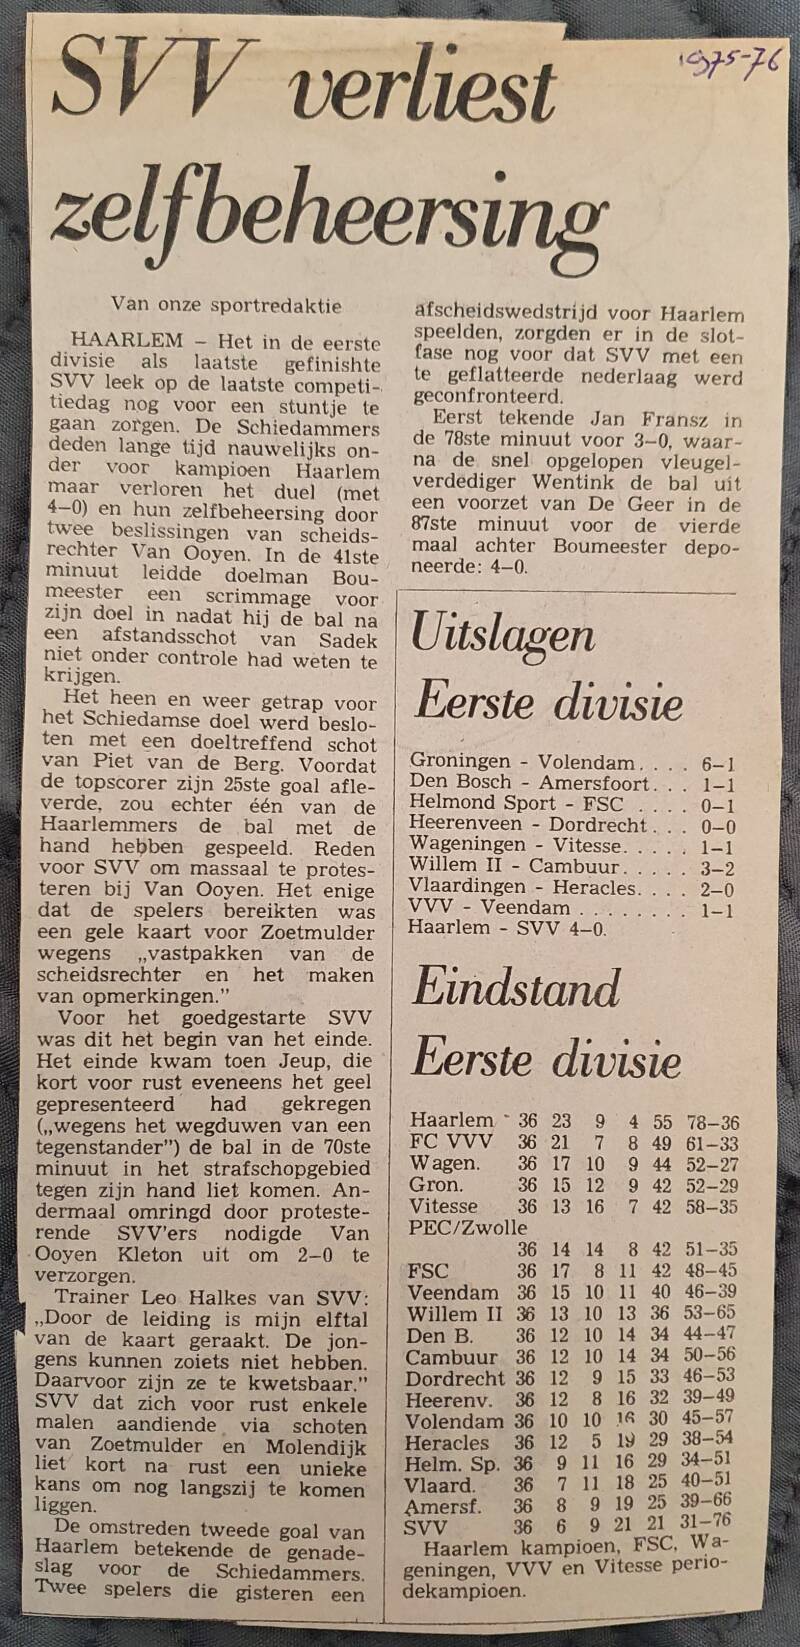 1975-76
SVV verliest
zelfbeheersing
Van onze sportredaktie
HAARLEM – Het in de eerste
divisie als laatste gefinishte
SVV leek op de laatste competi-
tiedag nog voor een stuntje te
gaan zorgen. De Schiedammers
deden lange tijd nauwelijks on-
der voor kampioen Haarlem
maar verloren het duel (met
4–0) en hun zelfbeheersing door
twee beslissingen van scheids-
rechter Van Ooyen. In de 41ste
minuut leidde doelman Bou-
meester een scrimmage voor
zijn doel in nadat hij de bal na
een afstandsschot van Sadek
niet onder controle had weten te
krijgen.
Het heen en weer getrap voor
het Schiedamse doel werd beslo-
ten met een doeltreffend schot
van Piet van de Berg. Voordat
de topscorer zijn 25ste goal afle-
verde, zou echter één van de
Haarlemmers de bal met de
hand hebben gespeeld. Reden
voor SVV om massaal te protes-
teren bij Van Ooyen. Het enige
dat de spelers bereikten was
een gele kaart voor Zoetmulder
wegens „vastpakken van de
scheidsrechter en het maken
van opmerkingen.”
Voor het goedgestarte SVV
was dit het begin van het einde.
Het einde kwam toen Jeup, die
kort voor rust eveneens het geel
gepresenteerd had gekregen
(„wegens het wegduwen van een
tegenstander”) de bal in de 70ste
minuut in het strafschopgebied
tegen zijn hand liet komen. An-
dermaal omringd door proteste-
rende SVV'ers nodigde Van
Ooyen Kleton uit om 2–0 te
verzorgen.
Trainer Leo Halkes van SVV:
„Door de leiding is mijn elftal
van de kaart geraakt. De jon-
gens kunnen zoiets niet hebben.
Daarvoor zijn ze te kwetsbaar.”
SVV dat zich voor rust enkele
malen aandiende via schoten
van Zoetmulder en Molendijk
liet kort na rust een unieke
kans om nog langszij te komen
liggen.
De omstreden tweede goal van
Haarlem betekende de genade-
slag voor de Schiedammers.
Twee spelers die gisteren een
afscheidswedstrijd voor Haarlem
speelden, zorgden er in de slot-
fase nog voor dat SVV met een
te geflatteerde nederlaag werd
geconfronteerd.
Eerst tekende Jan Fransz in
de 78ste minuut voor 3–0, waar-
na de snel opgelopen vleugel-
verdediger Wentink de bal uit
een voorzet van De Geer in de
87ste minuut voor de vierde
maal achter Boumeester depo-
neerde: 4–0.
Uitslagen
Eerste divisie
Groningen - Volendam. . . . 6–1
Den Bosch - Amersfoort. . . 1–1
Helmond Sport - FSC . . . . 0–1
Heerenveen - Dordrecht. . . 0–0
Wageningen - Vitesse. . . . . 1–1
Willem II - Cambuur. . . . . 3–2
Vlaardingen - Heracles. . . . 2–0
VVV - Veendam . . . . . . . . 1–1
Haarlem - SVV 4–0.
Eindstand
Eerste divisie
Haarlem 36 23 9 4 55 78–36
FC VVV 36 21 7 8 49 61–33
Wagen. 36 17 10 9 44 52–27
Gron. 36 15 12 9 42 52–29
Vitesse 36 13 16 7 42 58–35
PEC/Zwolle
36 14 14 8 42 51–35
FSC 36 17 8 11 42 48–45
Veendam 36 15 10 11 40 46–39
Willem II 36 13 10 13 36 53–65
Den B. 36 12 10 14 34 44–47
Cambuur 36 12 10 14 34 50–56
Dordrecht 36 12 9 15 33 46–53
Heerenv. 36 12 8 16 32 39–49
Volendam 36 10 10 16 30 45–57
Heracles 36 12 5 19 29 38–54
Helm. Sp. 36 9 11 16 29 34–51
Vlaard. 36 7 11 18 25 40–51
Amersf. 36 8 9 19 25 39–66
SVV 36 6 9 21 21 31–76
Haarlem kampioen, FSC, Wa-
geningen, VVV en Vitesse perio-
dekampioen.